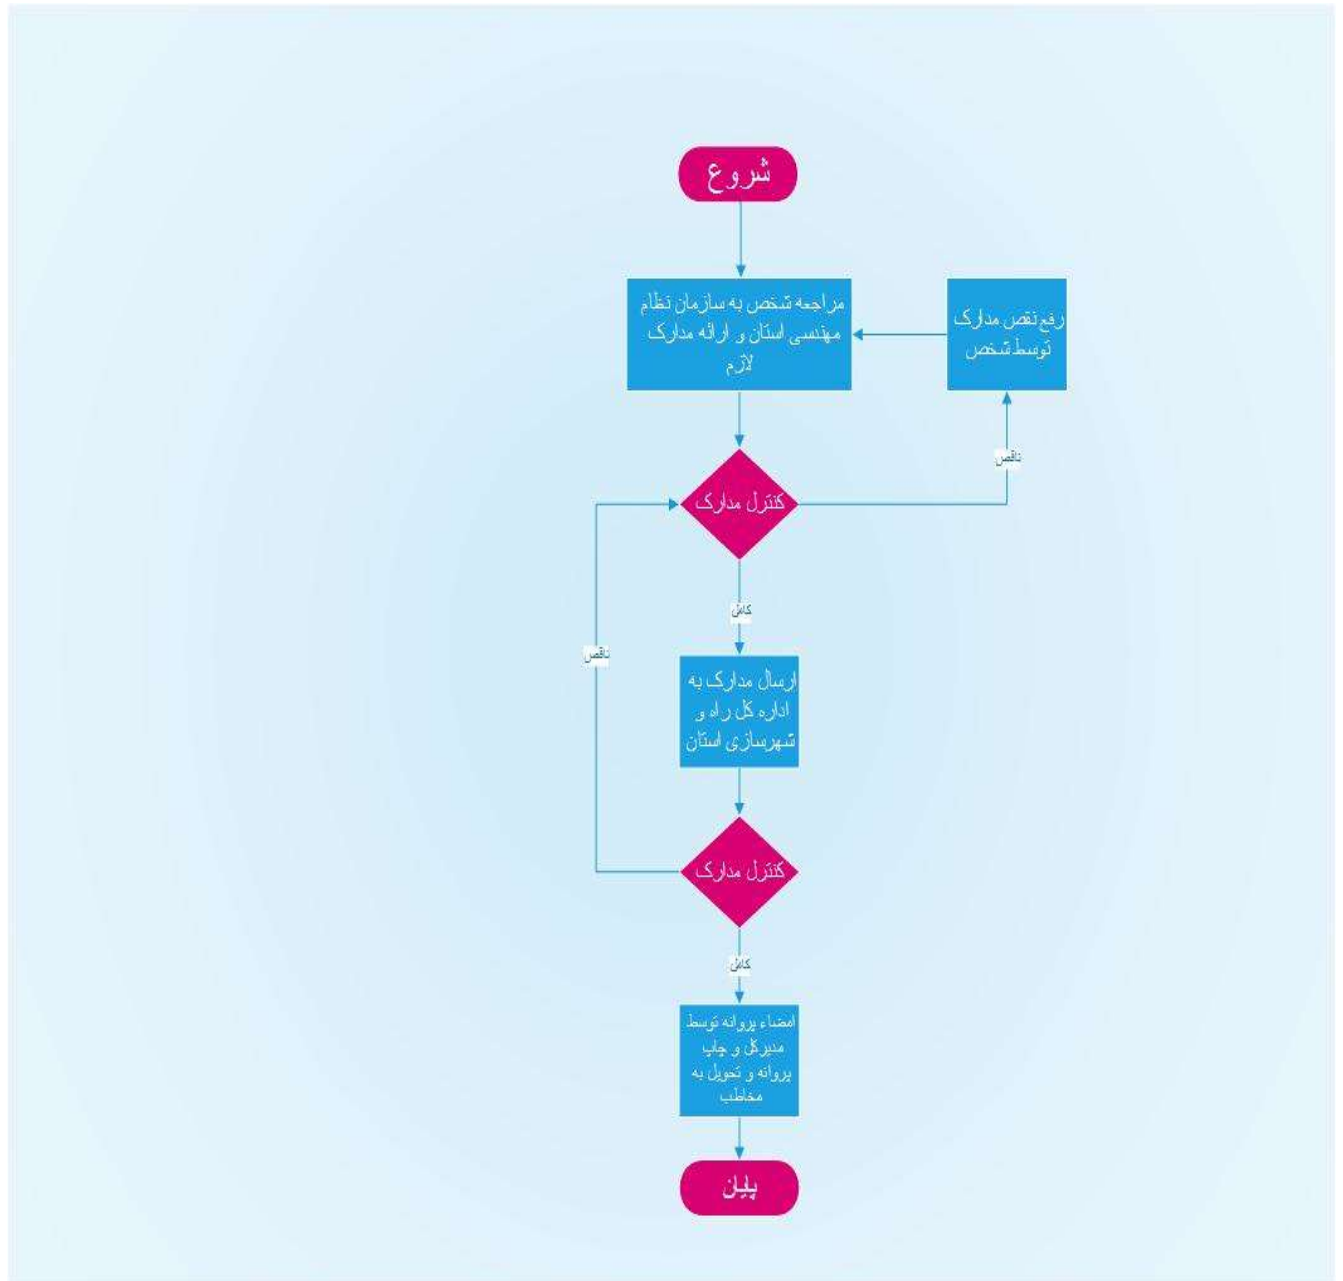 شروع
مراجعه شخص به سازمان نظام
مهندسی استان و ارائه مدارک
لازم
رفع نقص مدارک
توسط شخص
ناقص
کنترل مدارک
کامل
ناقص
ارسال مدارک به
اداره کل راه و
شهرسازی استان
کنترل مدارک
کامل
امضاء پروانه توسط
مدیرکل و چاپ
پروانه و تحویل به
مخاطب
پایان